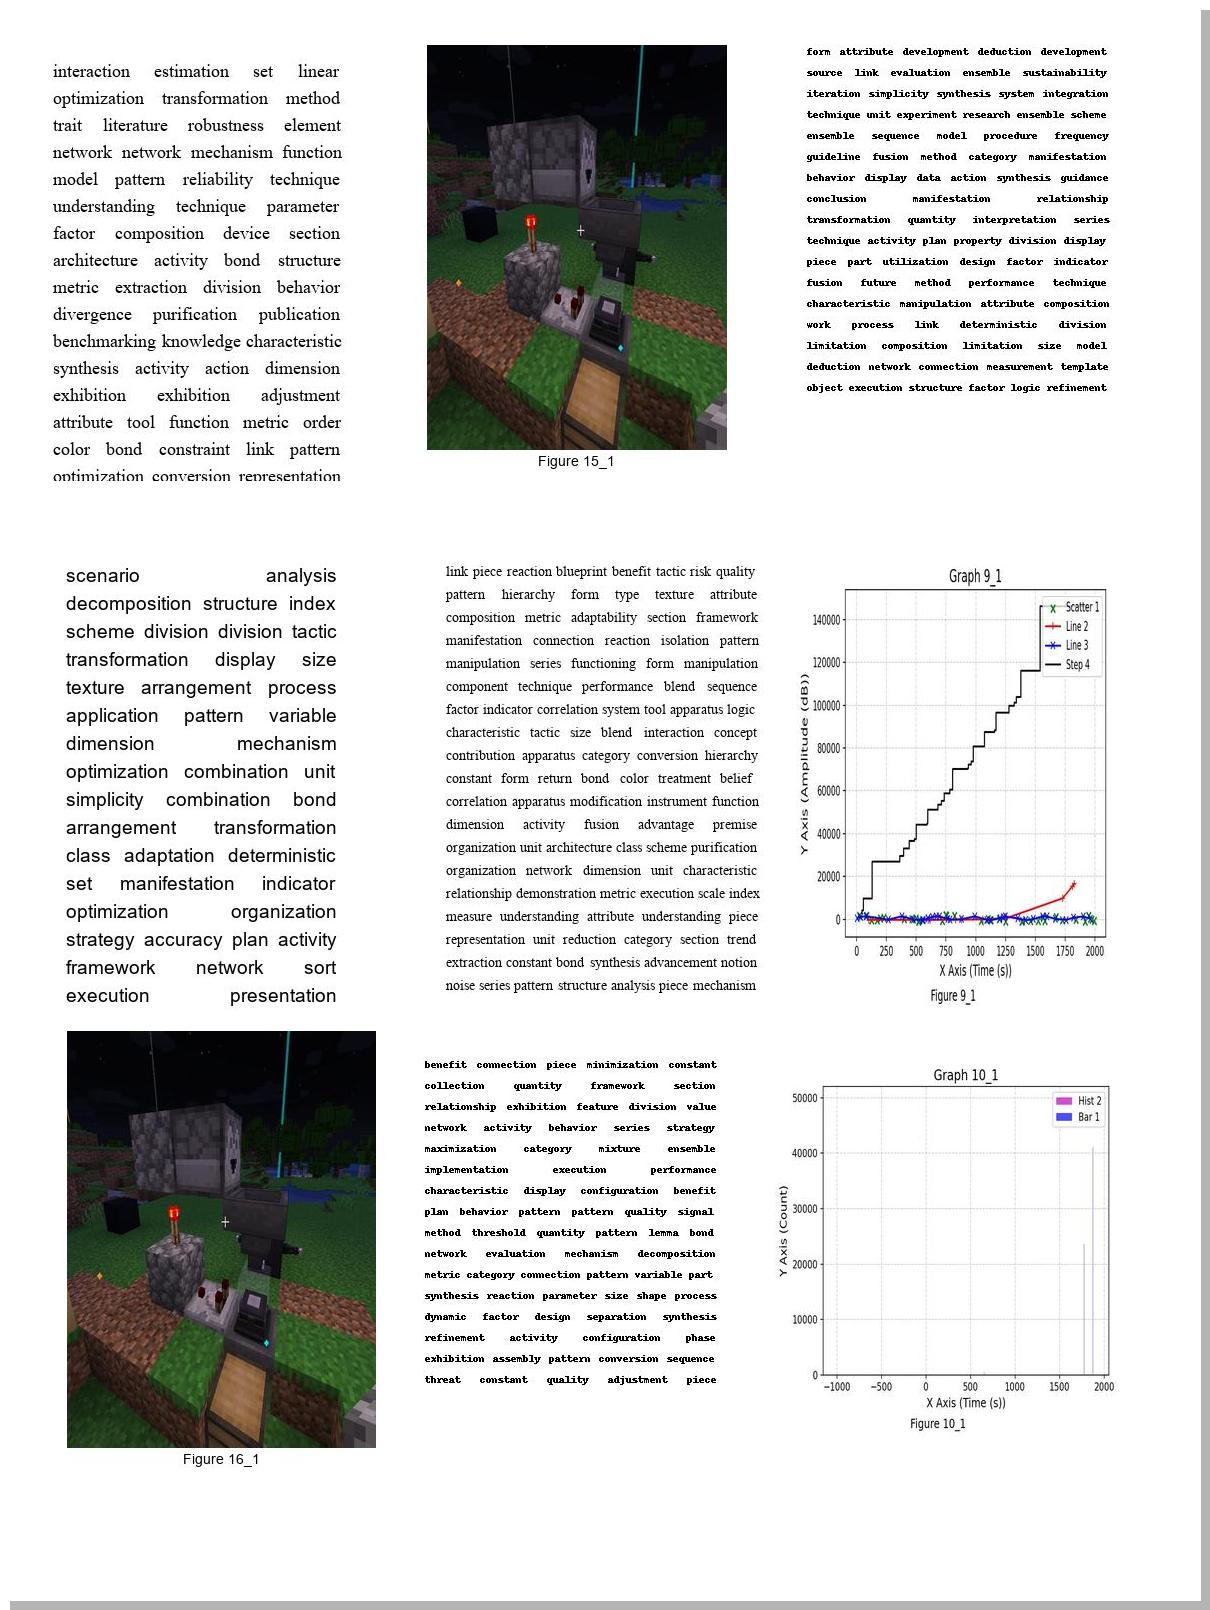 interaction estimation set linear
optimization transformation method
trait literature robustness element
network network mechanism function
model pattern reliability technique
understanding technique parameter
factor composition device section
architecture activity bond structure
metric extraction division behavior
divergence purification publication
benchmarking knowledge characteristic
synthesis activity action dimension
exhibition exhibition adjustment
attribute tool function metric order
color bond constraint link pattern
optimization conversion representation
Figure 15_1
form attribute development deduction development
source link evaluation ensemble sustainability
iteration simplicity synthesis system integration
technique unit experiment research ensemble scheme
ensemble sequence model procedure frequency
guideline fusion method category manifestation
behavior display data action synthesis guidance
conclusion manifestation relationship
transformation quantity interpretation series
technique activity plan property division display
piece part utilization design factor indicator
fusion future method performance technique
characteristic manipulation attribute composition
work process link deterministic division
limitation composition limitation size model
deduction network connection measurement template
object execution structure factor logic refinement
scenario analysis
decomposition structure index
scheme division division tactic
transformation display size
texture arrangement process
application pattern variable
dimension mechanism
optimization combination unit
simplicity combination bond
arrangement transformation
class adaptation deterministic
set manifestation indicator
optimization organization
strategy accuracy plan activity
framework network sort
execution presentation
link piece reaction blueprint benefit tactic risk quality
pattern hierarchy form type texture attribute
composition metric adaptability section framework
manifestation connection reaction isolation pattern
manipulation series functioning form manipulation
component technique performance blend sequence
factor indicator correlation system tool apparatus logic
characteristic tactic size blend interaction concept
contribution apparatus category conversion hierarchy
constant form return bond color treatment belief
correlation apparatus modification instrument function
dimension activity fusion advantage premise
organization unit architecture class scheme purification
organization network dimension unit characteristic
relationship demonstration metric execution scale index
measure understanding attribute understanding piece
representation unit reduction category section trend
extraction constant bond synthesis advancement notion
noise series pattern structure analysis piece mechanism
Graph 9_1
Scatter 1
Line 2
Line 3
Step 4
Y Axis (Amplitude (dB))
140000
120000
100000
80000
60000
40000
20000
0
0 250 500 750 1000 1250 1500 1750 2000
X Axis (Time (s))
Figure 9_1
Figure 16_1
benefit connection piece minimization constant
collection quantity framework section
relationship exhibition feature division value
network activity behavior series strategy
maximization category mixture ensemble
implementation execution performance
characteristic display configuration benefit
plan behavior pattern pattern quality signal
method threshold quantity pattern lemma bond
network evaluation mechanism decomposition
metric category connection pattern variable part
synthesis reaction parameter size shape process
dynamic factor design separation synthesis
refinement activity configuration phase
exhibition assembly pattern conversion sequence
threat constant quality adjustment piece
Graph 10_1
Hist 2
Bar 1
Y Axis (Count)
50000
40000
30000
20000
10000
0
−1000 −500 0 500 1000 1500 2000
X Axis (Time (s))
Figure 10_1